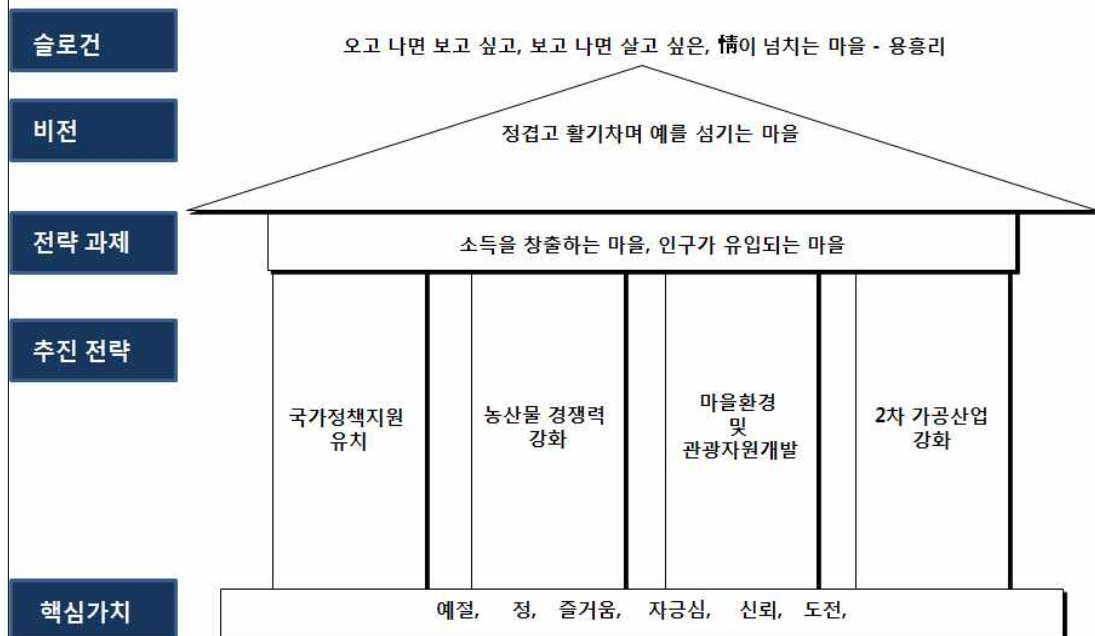 슬로건
오고 나면 보고 싶고, 보고 나면 살고 싶은, 情이 넘치는 마을 - 용흥리
비전
정겹고 활기차며 예를 섬기는 마을
전략 과제
소득을 창출하는 마을, 인구가 유입되는 마을
추진 전략
국가정책지원
유치
농산물 경쟁력
강화
마을환경
및
관광자원개발
2차 가공산업
강화
핵심가치
예절, 정, 즐거움, 자긍심, 신뢰, 도전,